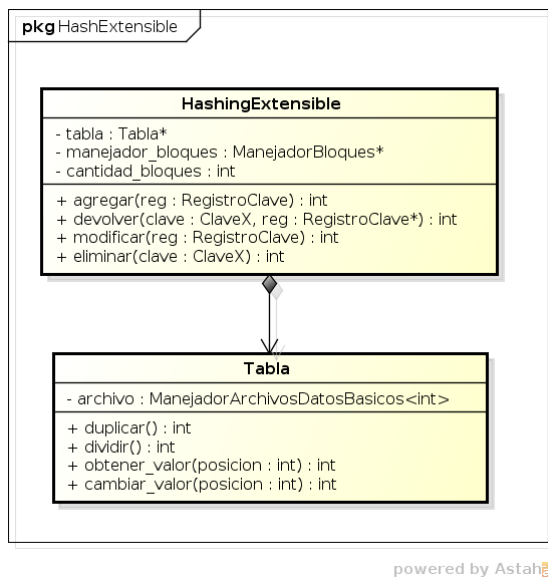 pkg HashExtensible
HashingExtensible
- tabla : Tabla*
- manejador_bloques : ManejadorBloques*
- cantidad_bloques : int
+ agregar(reg : RegistroClave) : int
+ devolver(clave : ClaveX, reg : RegistroClave*) : int
+ modificar(reg : RegistroClave) : int
+ eliminar(clave : ClaveX) : int
Tabla
- archivo : ManejadorArchivosDatosBasicos<int>
+ duplicar() : int
+ dividir() : int
+ obtener_valor(posicion : int) : int
+ cambiar_valor(posicion : int) : int
powered by Astah